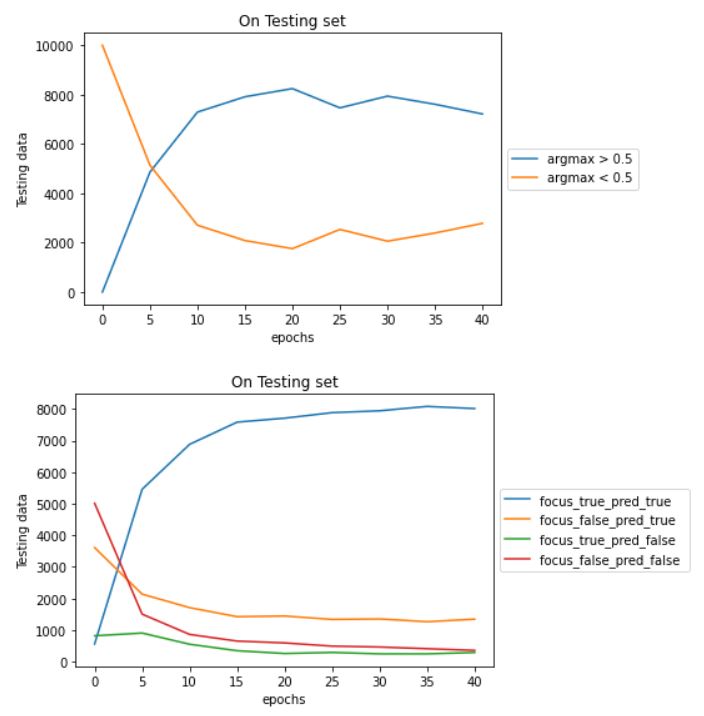 On Testing set
10000
8000
6000
4000
2000
0
Testing data
0 5 10 15 20 25 30 35 40
epochs
argmax > 0.5
argmax < 0.5
On Testing set
8000
7000
6000
5000
4000
3000
2000
1000
0
Testing data
0 5 10 15 20 25 30 35 40
epochs
focus_true_pred_true
focus_false_pred_true
focus_true_pred_false
focus_false_pred_false